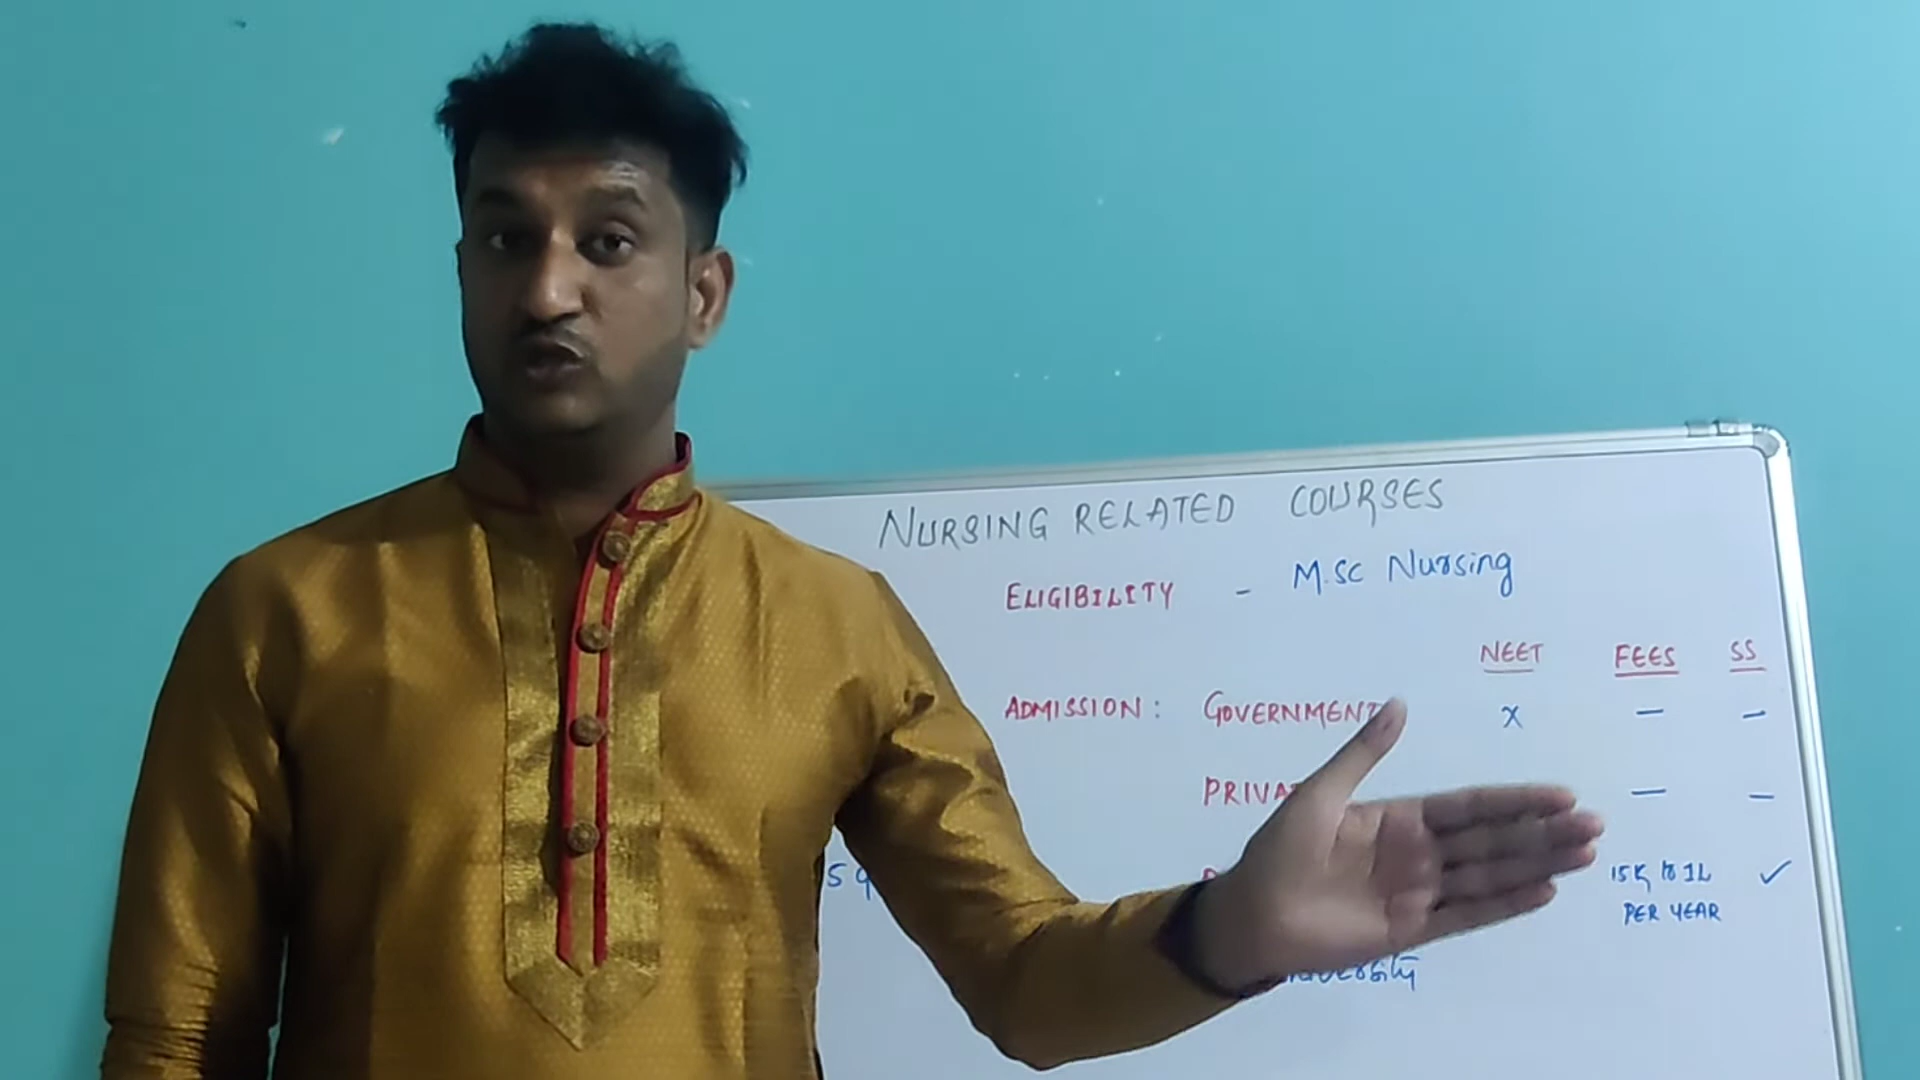 NURSING RELATED COURSES
ELIGIBILITY - M.SC Nursing
NEET FEES SS
ADMISSION: GOVERNMENT X — —
— —
15K to 1L ✓
PER YEAR